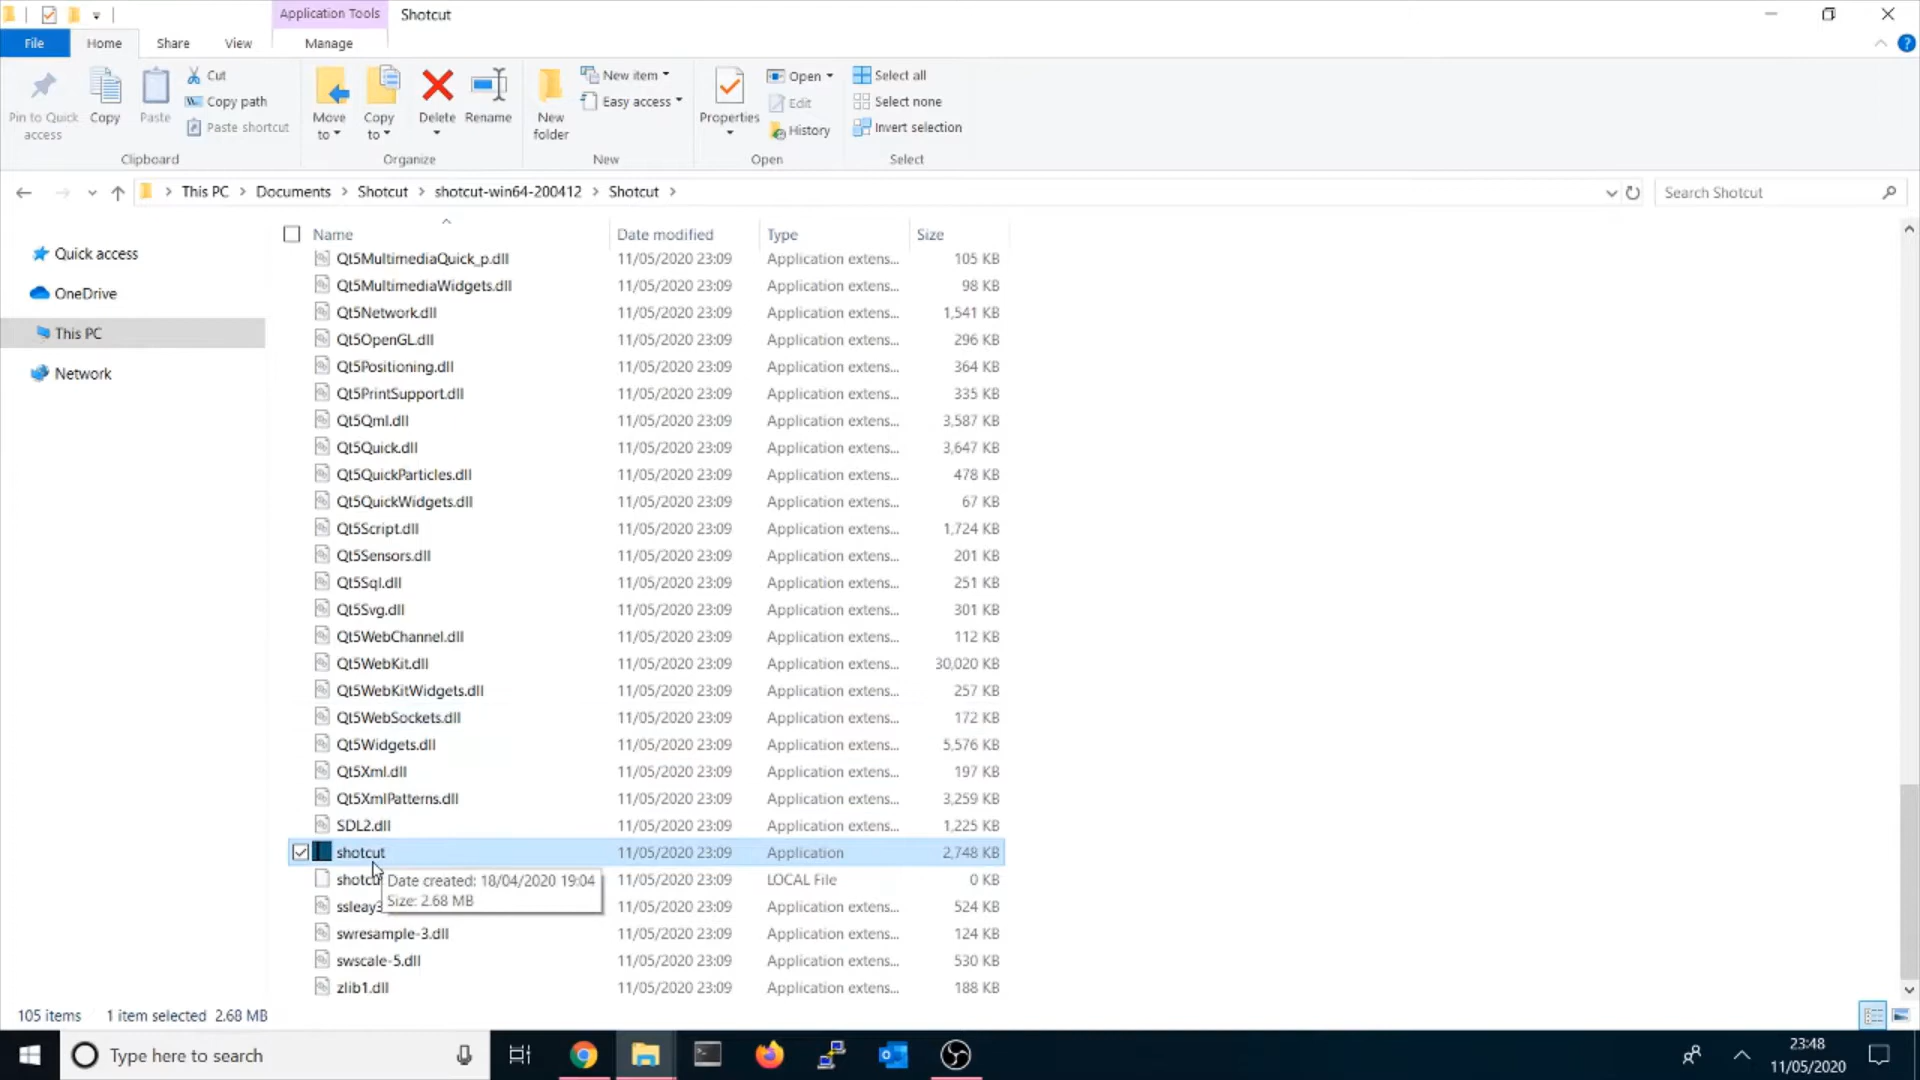 Application Tools
Shotcut
File
Home
Share
View
Manage
Pin to Quick access
Copy
Paste
Cut
Copy path
Paste shortcut
Clipboard
Move to
Copy to
Delete
Rename
Organize
New folder
New item
Easy access
New
Properties
Open
Edit
History
Open
Select all
Select none
Invert selection
Select
This PC
Documents
Shotcut
shotcut-win64-200412
Shotcut
Search Shotcut
Quick access
OneDrive
This PC
Network
Name Date modified Type Size
Qt5MultimediaQuick_p.dll 11/05/2020 23:09 Application extens... 105 KB
Qt5MultimediaWidgets.dll 11/05/2020 23:09 Application extens... 98 KB
Qt5Network.dll 11/05/2020 23:09 Application extens... 1,541 KB
Qt5OpenGL.dll 11/05/2020 23:09 Application extens... 296 KB
Qt5Positioning.dll 11/05/2020 23:09 Application extens... 364 KB
Qt5PrintSupport.dll 11/05/2020 23:09 Application extens... 335 KB
Qt5Qml.dll 11/05/2020 23:09 Application extens... 3,587 KB
Qt5Quick.dll 11/05/2020 23:09 Application extens... 3,647 KB
Qt5QuickParticles.dll 11/05/2020 23:09 Application extens... 478 KB
Qt5QuickWidgets.dll 11/05/2020 23:09 Application extens... 67 KB
Qt5Script.dll 11/05/2020 23:09 Application extens... 1,724 KB
Qt5Sensors.dll 11/05/2020 23:09 Application extens... 201 KB
Qt5Sql.dll 11/05/2020 23:09 Application extens... 251 KB
Qt5Svg.dll 11/05/2020 23:09 Application extens... 301 KB
Qt5WebChannel.dll 11/05/2020 23:09 Application extens... 112 KB
Qt5WebKit.dll 11/05/2020 23:09 Application extens... 30,020 KB
Qt5WebKitWidgets.dll 11/05/2020 23:09 Application extens... 257 KB
Qt5WebSockets.dll 11/05/2020 23:09 Application extens... 172 KB
Qt5Widgets.dll 11/05/2020 23:09 Application extens... 5,576 KB
Qt5Xml.dll 11/05/2020 23:09 Application extens... 197 KB
Qt5XmlPatterns.dll 11/05/2020 23:09 Application extens... 3,259 KB
SDL2.dll 11/05/2020 23:09 Application extens... 1,225 KB
shotcut 11/05/2020 23:09 Application 2,748 KB
shotcut 11/05/2020 23:09 LOCAL File 0 KB
Date created: 18/04/2020 19:04
Size: 2.68 MB
ssleay3 11/05/2020 23:09 Application extens... 524 KB
swresample-3.dll 11/05/2020 23:09 Application extens... 124 KB
swscale-5.dll 11/05/2020 23:09 Application extens... 530 KB
zlib1.dll 11/05/2020 23:09 Application extens... 188 KB
105 items 1 item selected 2.68 MB
Type here to search
23:48
11/05/2020